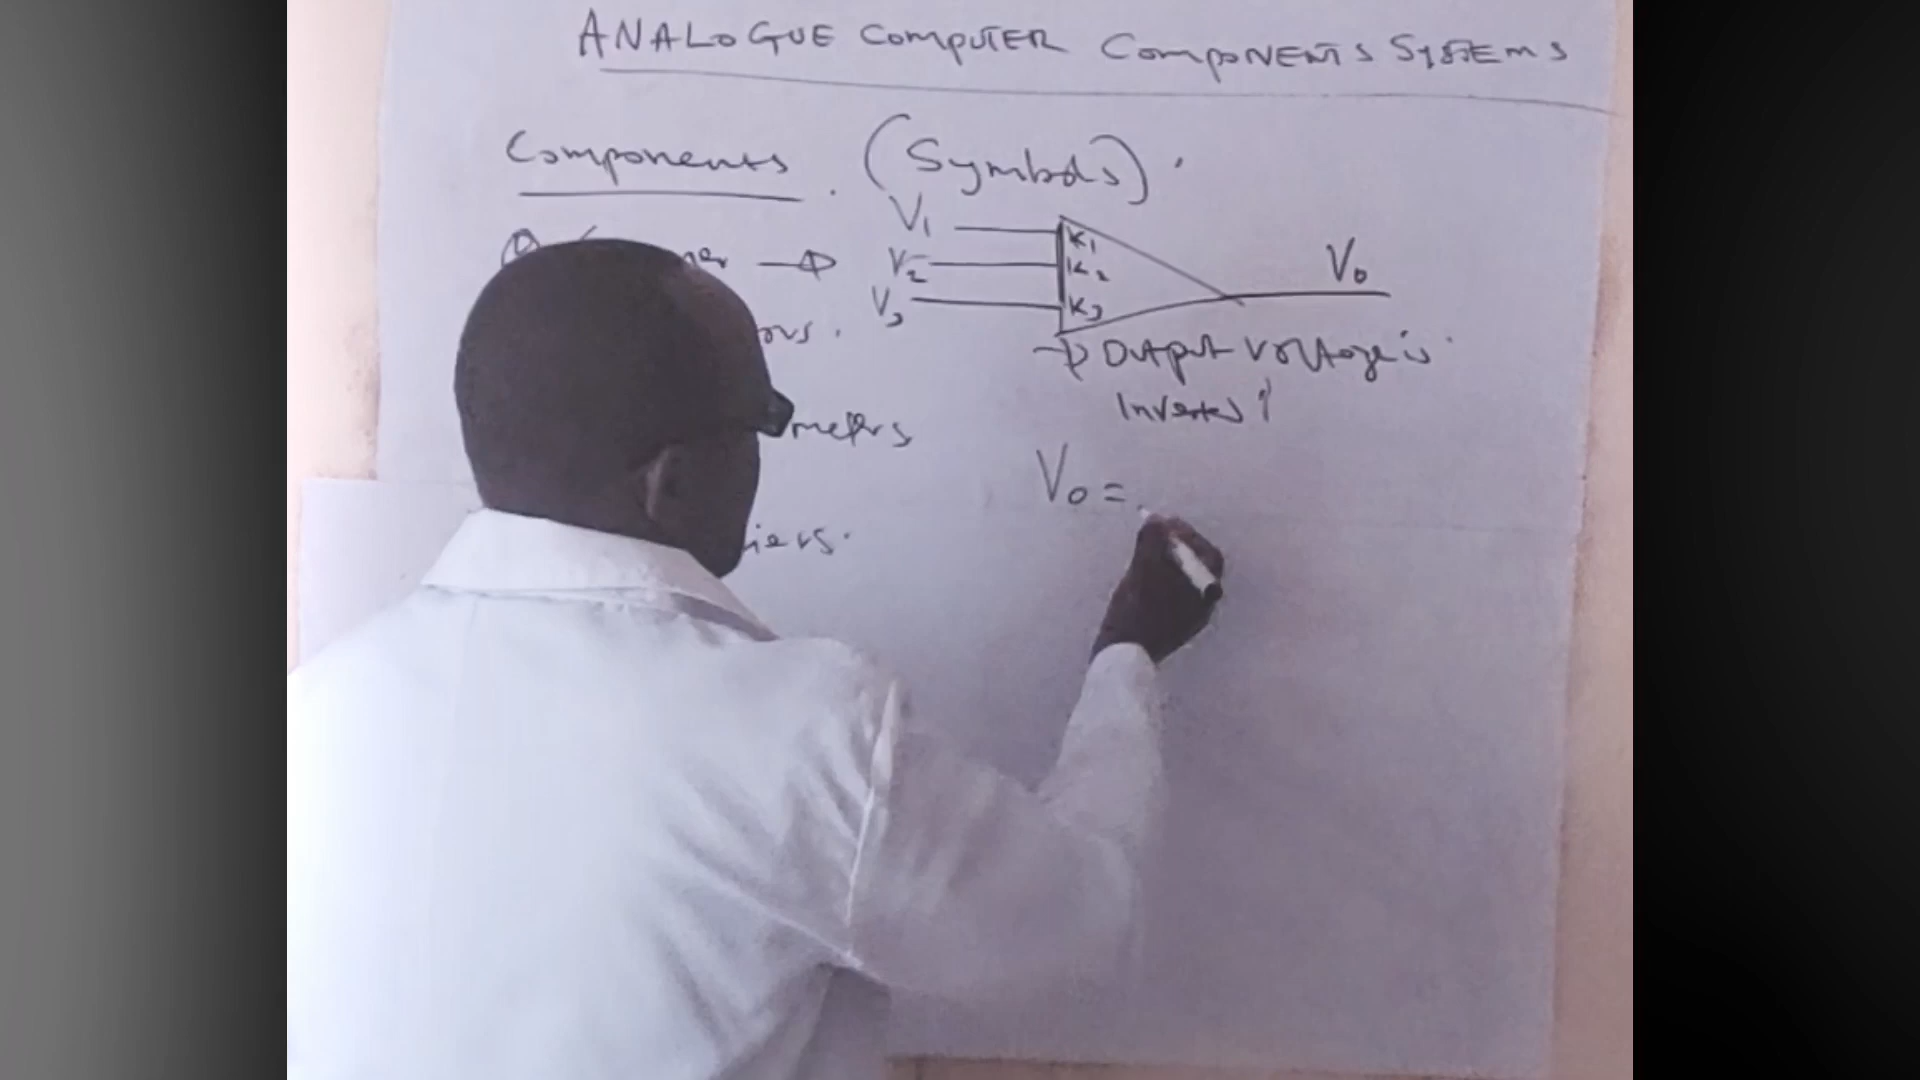 ANALOGUE COMPUTER COMPONENTS SYSTEMS
Components. (Symbols).
V1 K1
V2 K2
V3 K3
V0
→ Output Voltage is
Inverted
V0 =